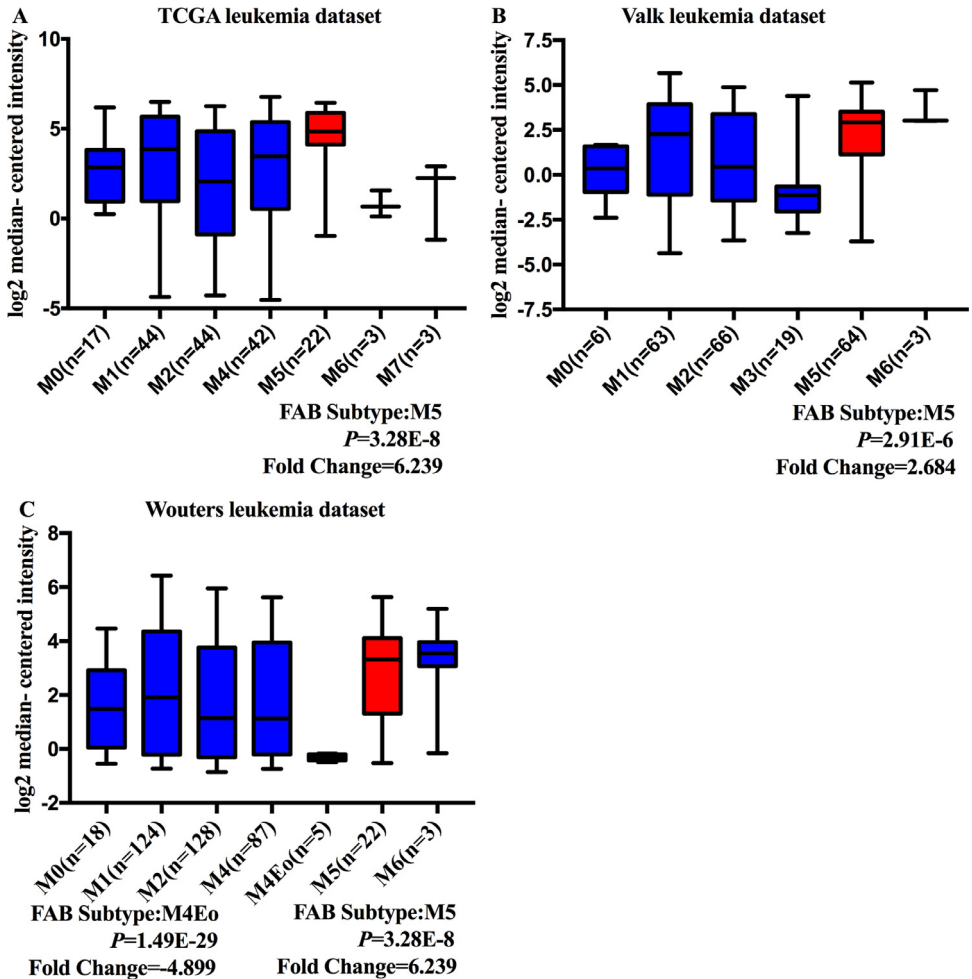 A
TCGA leukemia dataset
log2 median- centered intensity
10
5
0
-5
M0(n=17)
M1(n=44)
M2(n=44)
M4(n=42)
M5(n=22)
M6(n=3)
M7(n=3)
FAB Subtype:M5
P=3.28E-8
Fold Change=6.239
B
Valk leukemia dataset
log2 median- centered intensity
7.5
5.0
2.5
0.0
-2.5
-5.0
-7.5
M0(n=6)
M1(n=63)
M2(n=66)
M3(n=19)
M5(n=64)
M6(n=3)
FAB Subtype:M5
P=2.91E-6
Fold Change=2.684
C
Wouters leukemia dataset
log2 median- centered intensity
8
6
4
2
0
-2
M0(n=18)
M1(n=124)
M2(n=128)
M4(n=87)
M4Eo(n=5)
M5(n=22)
M6(n=3)
FAB Subtype:M4Eo
P=1.49E-29
Fold Change=-4.899
FAB Subtype:M5
P=3.28E-8
Fold Change=6.239